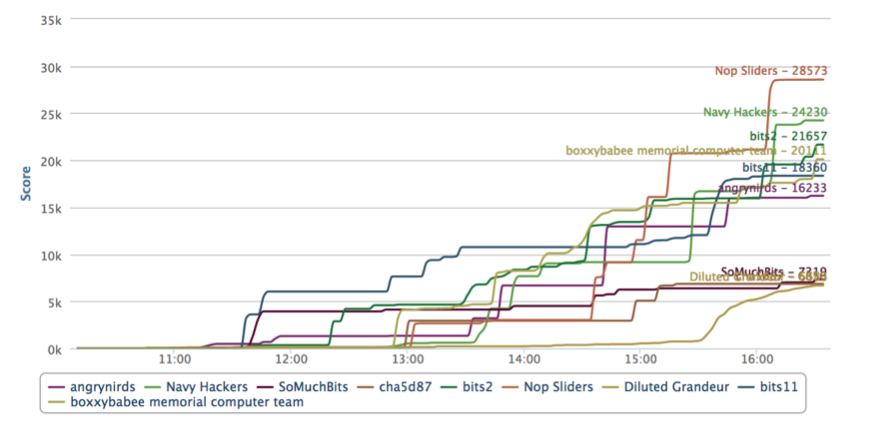 35k
30k
25k
20k
15k
10k
5k
0k
Score
Nop Sliders – 28573
Navy Hackers – 24230
bits2 – 21657
boxxybabee memorial computer team – 20111
bits11 – 18360
angrynirds – 16233
SoMuchBits – 7319
Diluted
11:00 12:00 13:00 14:00 15:00 16:00
angrynirds Navy Hackers SoMuchBits cha5d87 bits2 Nop Sliders Diluted Grandeur bits11
boxxybabee memorial computer team